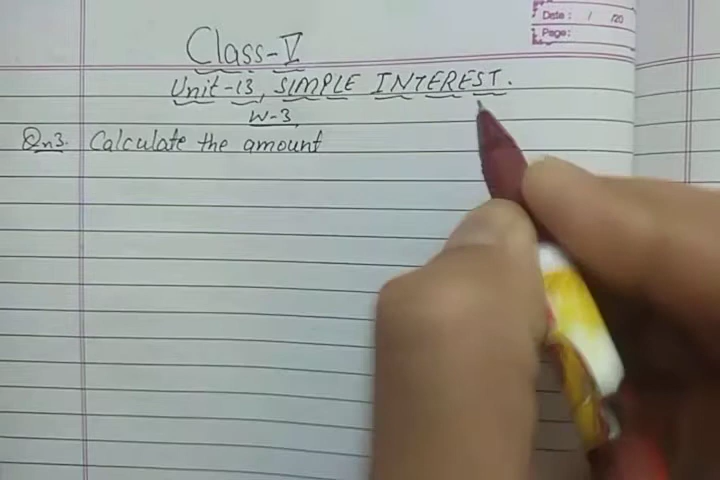 Date: / /20
Page:
Class-V
Unit-13, SIMPLE INTEREST.
W-3
Qn3. Calculate the amount